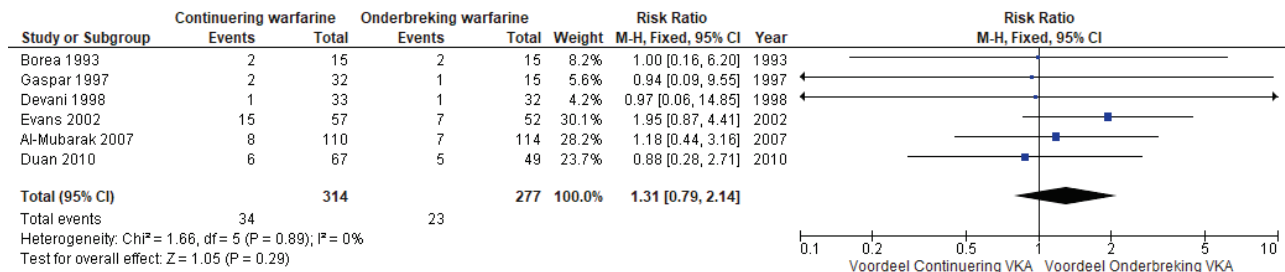 Continuering warfarine Onderbreking warfarine Risk Ratio Risk Ratio
Study or Subgroup Events Total Events Total Weight M-H, Fixed, 95% CI Year M-H, Fixed, 95% CI
Borea 1993 2 15 2 15 8.2% 1.00 [0.16, 6.20] 1993
Gaspar 1997 2 32 1 15 5.6% 0.94 [0.09, 9.55] 1997
Devani 1998 1 33 1 32 4.2% 0.97 [0.06, 14.85] 1998
Evans 2002 15 57 7 52 30.1% 1.95 [0.87, 4.41] 2002
Al-Mubarak 2007 8 110 7 114 28.2% 1.18 [0.44, 3.16] 2007
Duan 2010 6 67 5 49 23.7% 0.88 [0.28, 2.71] 2010
Total (95% CI) 314 277 100.0% 1.31 [0.79, 2.14]
Total events 34 23
Heterogeneity: Chi² = 1.66, df = 5 (P = 0.89); I² = 0%
Test for overall effect: Z = 1.05 (P = 0.29)
0.1 0.2 0.5 1 2 5 10
Voordeel Continuering VKA Voordeel Onderbreking VKA